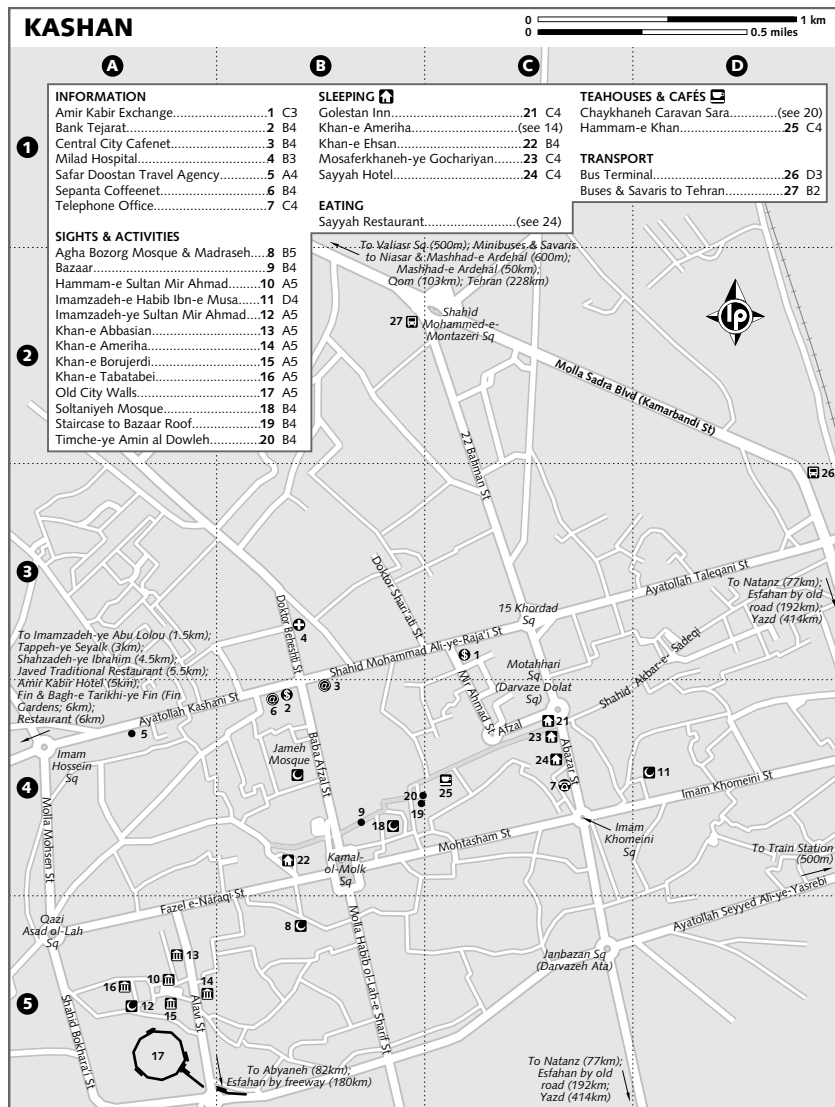 KASHAN
0 1 km
0 0.5 miles
A B C D
INFORMATION
Amir Kabir Exchange..................1 C3
Bank Tejarat..................2 B4
Central City Cafenet..................3 B4
Milad Hospital..................4 B3
Safar Doostan Travel Agency..........5 A4
Sepanta Coffeenet..................6 B4
Telephone Office..................7 C4
SIGHTS & ACTIVITIES
Agha Bozorg Mosque & Madraseh..8 B5
Bazaar..................9 B4
Hammam-e Sultan Mir Ahmad......10 A5
Imamzadeh-e Habib Ibn-e Musa...11 D4
Imamzadeh-ye Sultan Mir Ahmad...12 A5
Khan-e Abbasian..................13 A5
Khan-e Ameriha..................14 A5
Khan-e Borujerdi..................15 A5
Khan-e Tabatabei..................16 A5
Old City Walls..................17 A5
Soltaniyeh Mosque..................18 B4
Staircase to Bazaar Roof..................19 B4
Timche-ye Amin al Dowleh..........20 B4
SLEEPING
Golestan Inn..................21 C4
Khan-e Ameriha..................(see 14)
Khan-e Ehsan..................22 B4
Mosaferkhaneh-ye Gochariyan......23 C4
Sayyah Hotel..................24 C4
EATING
Sayyah Restaurant..................(see 24)
TEAHOUSES & CAFÉS
Chaykhaneh Caravan Sara..........(see 20)
Hammam-e Khan..................25 C4
TRANSPORT
Bus Terminal..................26 D3
Buses & Savaris to Tehran..........27 B2
1
To Valiasr Sq (500m); Minibuses & Savaris
to Niasar & Mashhad-e Ardehal (600m);
Mashhad-e Ardehal (50km);
Qom (103km); Tehran (228km)
lp
27
Shahid
Mohammed-e-
Montazeri Sq
2
Molla Sadra Blvd (Kamarbandi St)
22 Bahman St
26
3
Doktor Shari'ati St
Ayatollah Taleqani St
To Natanz (77km);
Esfahan by old
road (192km);
Yazd (414km)
15 Khordad
Sq
Doktor Beheshti St
4
Shahid Mohammad Ali-ye-Raja'i St
To Imamzadeh-ye Abu Lolou (1.5km);
Tappeh-ye Seyalk (3km);
Shahzadeh-ye Ibrahim (4.5km);
Javed Traditional Restaurant (5.5km);
Amir Kabir Hotel (5km);
Fin & Bagh-e Tarikhi-ye Fin (Fin
Gardens; 6km);
Restaurant (6km)
1
Motahhari
Sq
(Darvaze Dolat
Sq)
Shahid Akbar-e- Sadeqi
3
6
2
Ayatollah Kashani St
5
Mir Ahmad St
Afzal
21
23
24
Abazar St
7
11
Imam
Hossein
Sq
Jameh
Mosque
Baba Afzal St
4
Molla Mohsen St
25
20
19
9
18
Imam Khomeini St
Mohtasham St
Imam
Khomeini
Sq
22
Kamal-
ol-Molk
Sq
To Train Station
(500m)
Fazel e-Naraqi St
Ayatollah Seyyed Ali-ye-Yasrebi
Qazi
Asad ol-Lah
Sq
8
Molla Habib ol-Lah-e Sharif St
Janbazan Sq
(Darvazeh Ata)
13
16
10
14
12
15
5
Alavi St
Shahid Bokhara'i St
17
To Abyaneh (82km);
Esfahan by freeway (180km)
To Natanz (77km);
Esfahan by old
road (192km;
Yazd (414km)